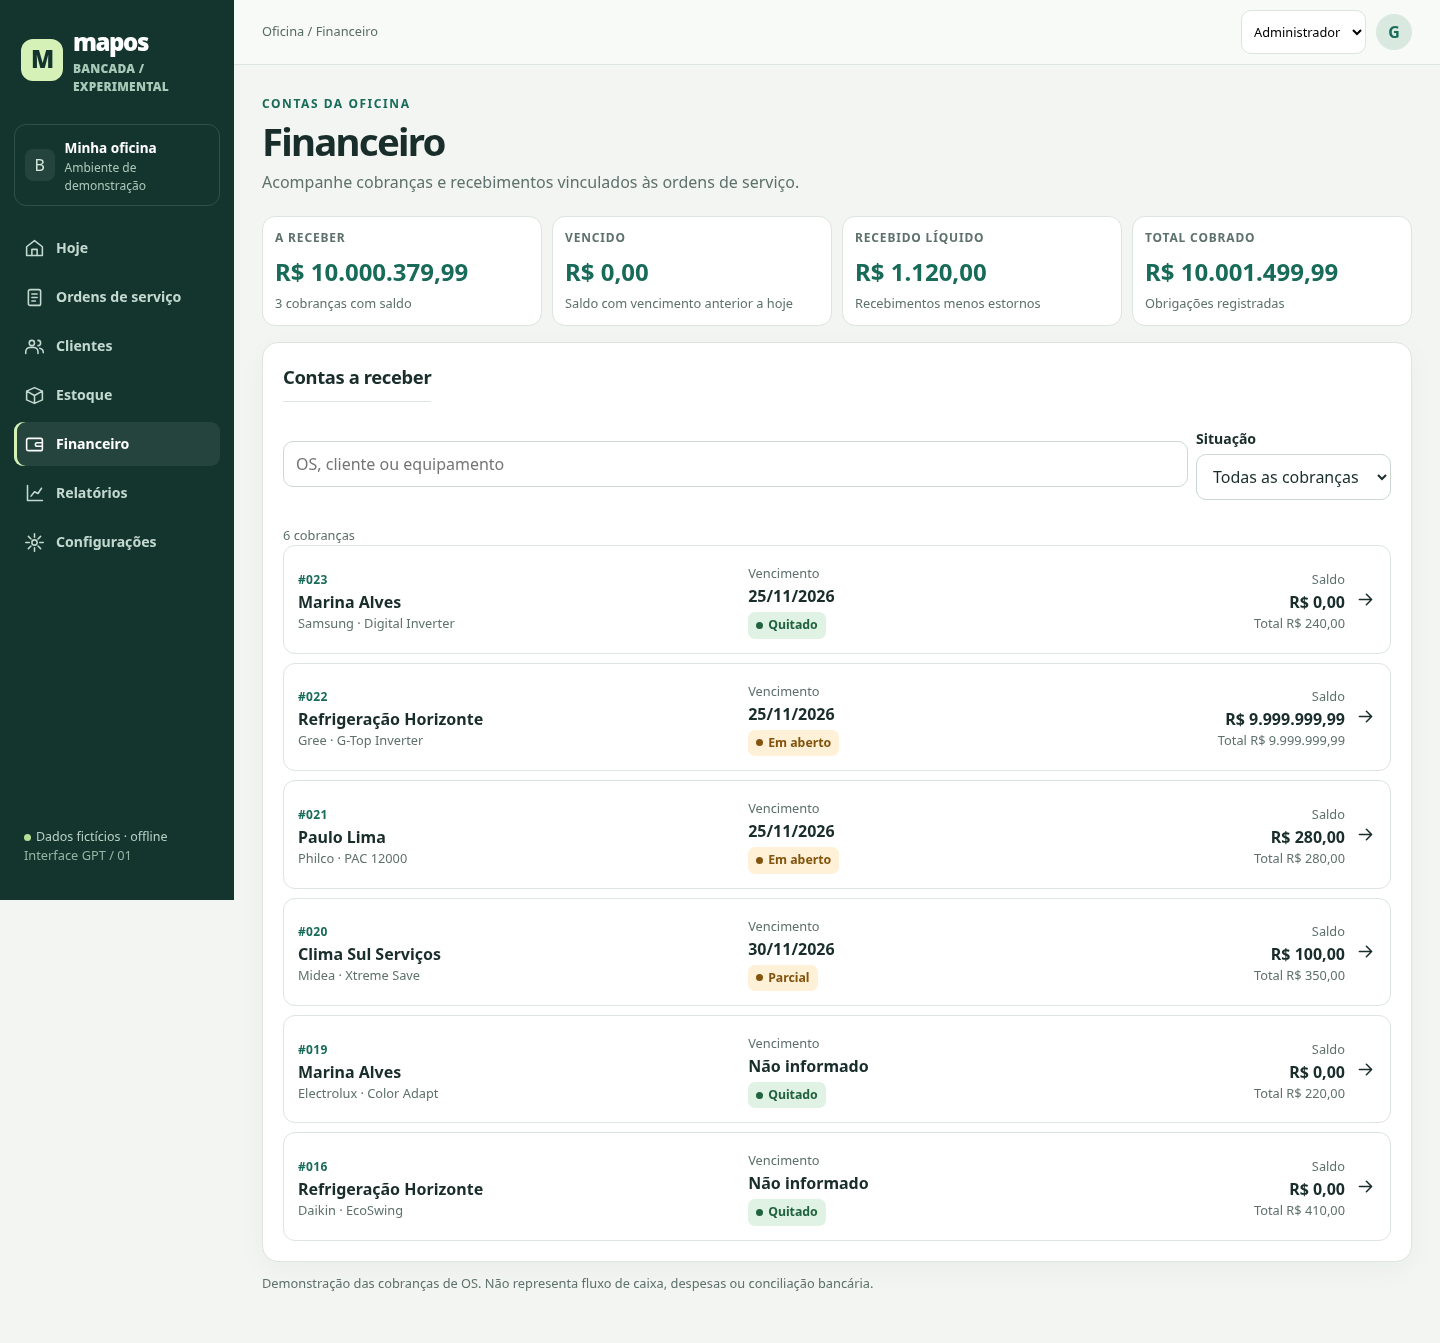 M
mapos
BANCADA /
EXPERIMENTAL
B
Minha oficina
Ambiente de
demonstração
Hoje
Ordens de serviço
Clientes
Estoque
Financeiro
Relatórios
Configurações
Dados fictícios · offline
Interface GPT / 01
Oficina / Financeiro
Administrador
G
CONTAS DA OFICINA
Financeiro
Acompanhe cobranças e recebimentos vinculados às ordens de serviço.
A RECEBER
R$ 10.000.379,99
3 cobranças com saldo
VENCIDO
R$ 0,00
Saldo com vencimento anterior a hoje
RECEBIDO LÍQUIDO
R$ 1.120,00
Recebimentos menos estornos
TOTAL COBRADO
R$ 10.001.499,99
Obrigações registradas
Contas a receber
OS, cliente ou equipamento
Situação
Todas as cobranças
6 cobranças
#023
Marina Alves
Samsung · Digital Inverter
Vencimento
25/11/2026
Quitado
Saldo
R$ 0,00
Total R$ 240,00
#022
Refrigeração Horizonte
Gree · G-Top Inverter
Vencimento
25/11/2026
Em aberto
Saldo
R$ 9.999.999,99
Total R$ 9.999.999,99
#021
Paulo Lima
Philco · PAC 12000
Vencimento
25/11/2026
Em aberto
Saldo
R$ 280,00
Total R$ 280,00
#020
Clima Sul Serviços
Midea · Xtreme Save
Vencimento
30/11/2026
Parcial
Saldo
R$ 100,00
Total R$ 350,00
#019
Marina Alves
Electrolux · Color Adapt
Vencimento
Não informado
Quitado
Saldo
R$ 0,00
Total R$ 220,00
#016
Refrigeração Horizonte
Daikin · EcoSwing
Vencimento
Não informado
Quitado
Saldo
R$ 0,00
Total R$ 410,00
Demonstração das cobranças de OS. Não representa fluxo de caixa, despesas ou conciliação bancária.